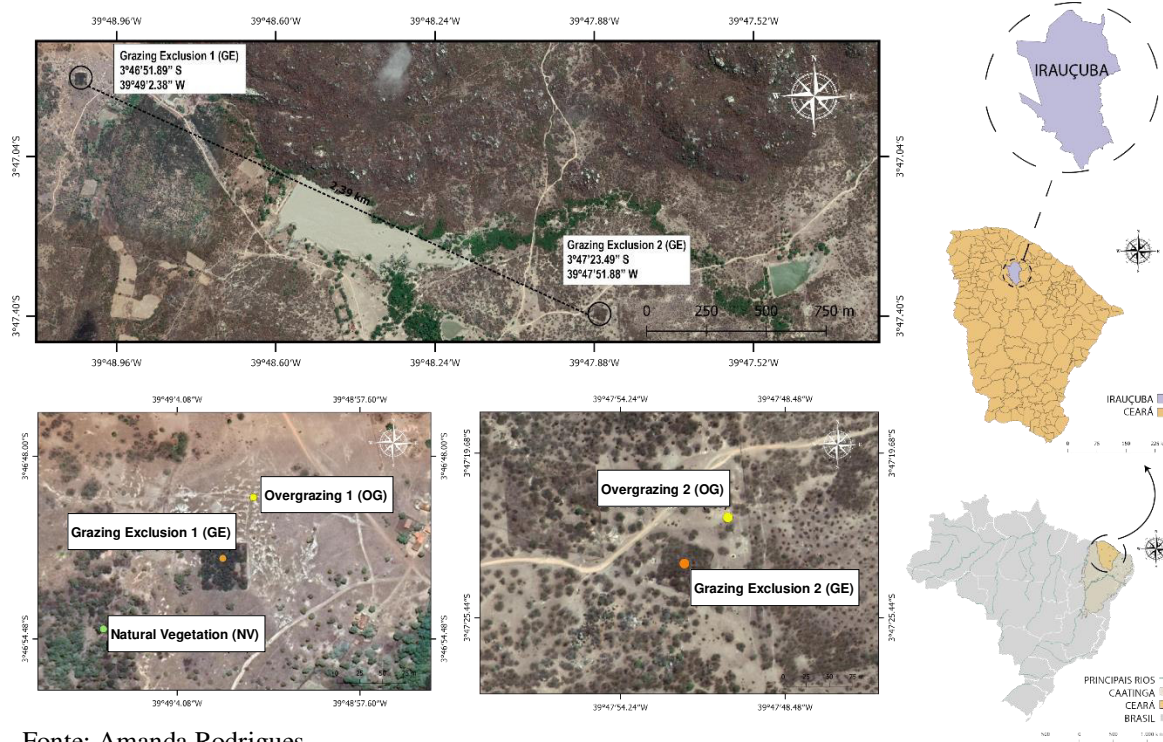 39°48.96'W 39°48.60'W 39°48.24'W 39°47.88'W 39°47.52'W
Grazing Exclusion 1 (GE)
3°46'51.89" S
39°49'2.38" W
3°47.04'S
3°47.04'S
2,39 km
Grazing Exclusion 2 (GE)
3°47'23.49" S
39°47'51.88" W
0 250 500 750 m
3°47.40'S
3°47.40'S
39°48.96'W 39°48.60'W 39°48.24'W 39°47.88'W 39°47.52'W
39°49'4.08"W 39°48'57.60"W
3°46'48.00"S
3°46'48.00"S
Overgrazing 1 (OG)
Grazing Exclusion 1 (GE)
Natural Vegetation (NV)
3°46'54.48"S
3°46'54.48"S
39°49'4.08"W 39°48'57.60"W
39°47'54.24"W 39°47'48.48"W
3°47'19.68"S
3°47'19.68"S
Overgrazing 2 (OG)
Grazing Exclusion 2 (GE)
3°47'25.44"S
3°47'25.44"S
39°47'54.24"W 39°47'48.48"W
IRAUÇUBA
IRAUÇUBA
CEARÁ
0 75 150 225
PRINCIPAIS RIOS
CAATINGA
CEARÁ
BRASIL
Fonte: Amanda Rodrigues